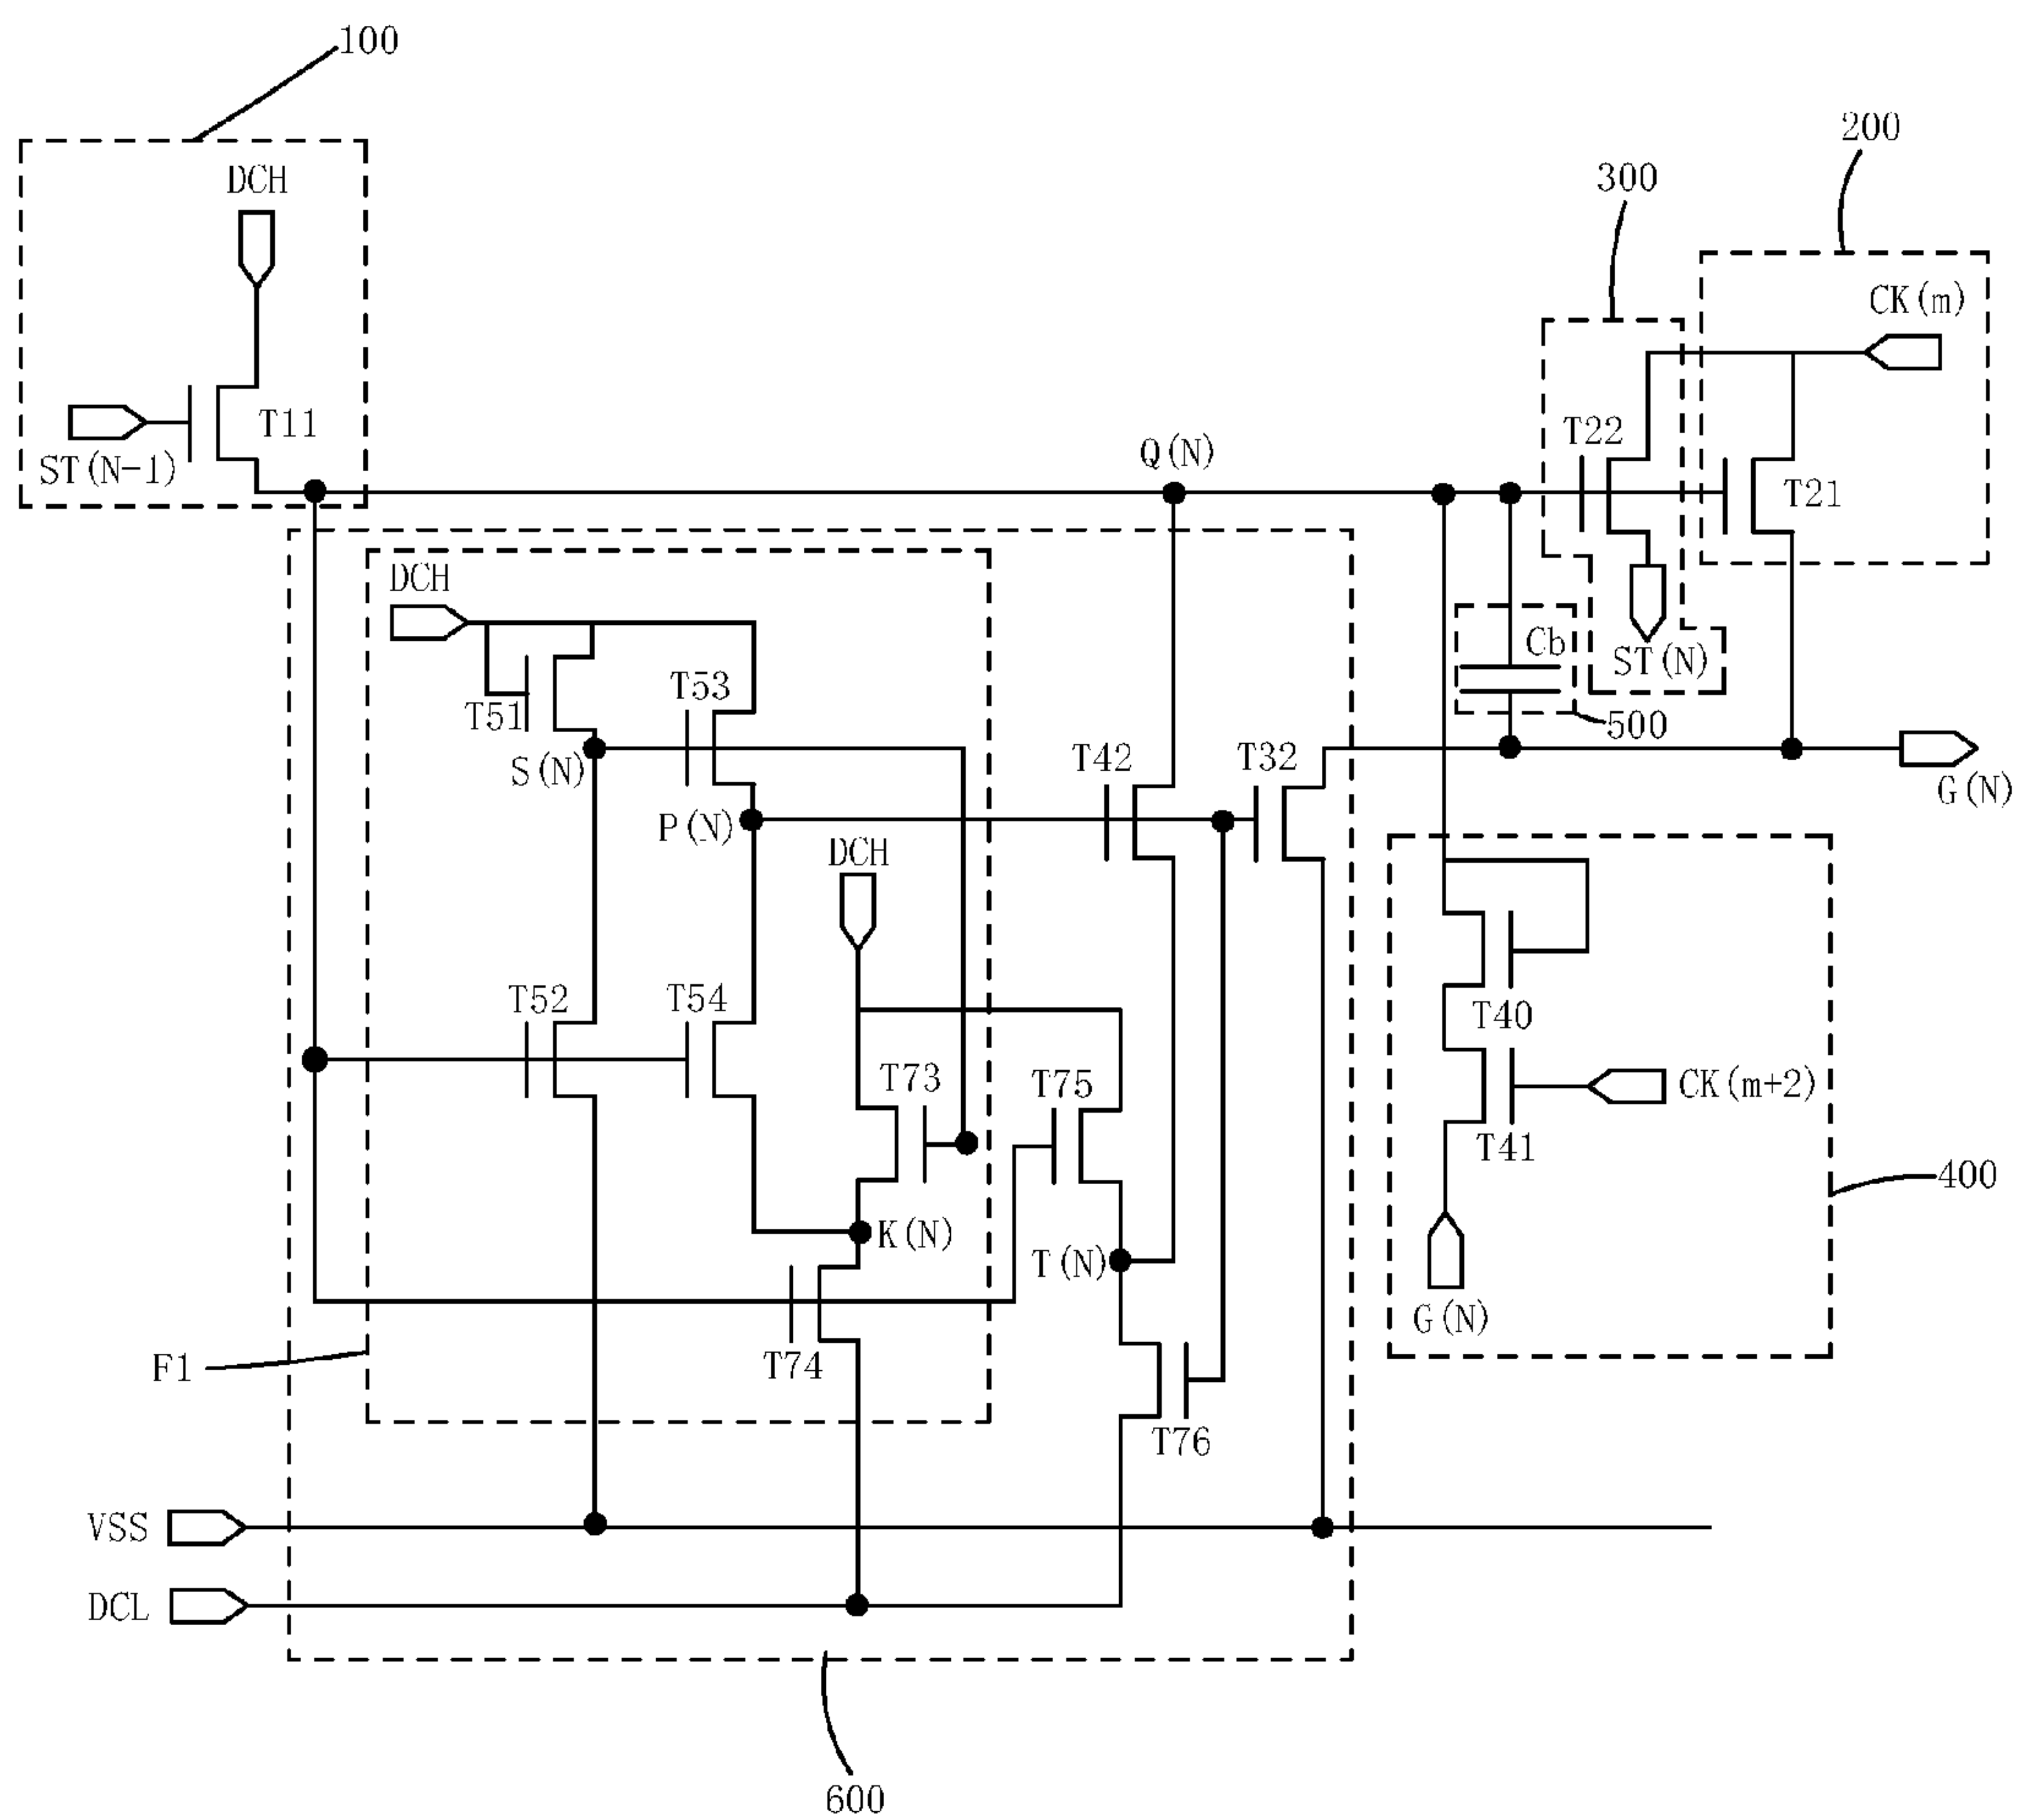 100
200
DCH
300
CK(m)
T11
T22
ST(N-1)
Q(N)
T21
DCH
Cb
ST(N)
T53
T51
500
S(N)
T42
T32
G(N)
P(N)
DCH
T52
T54
T40
T73
T75
CK(m+2)
T41
400
K(N)
T(N)
G(N)
F1
T74
T76
VSS
DCL
600